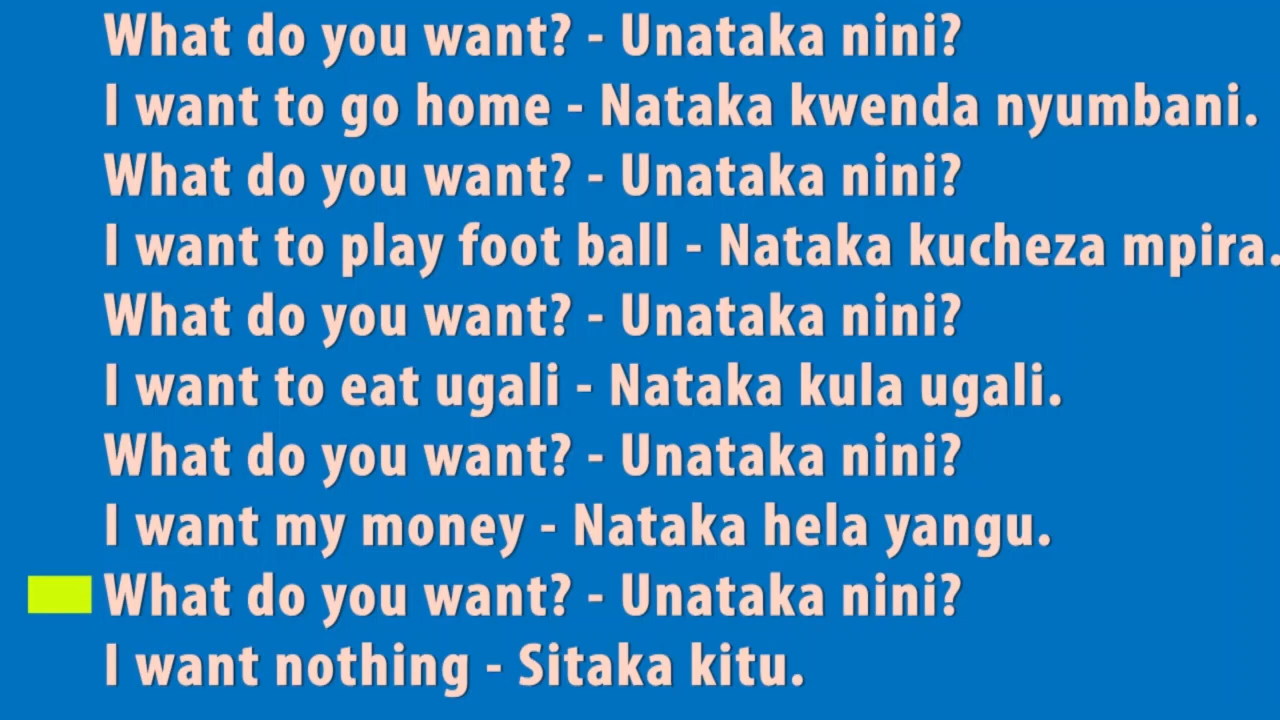 What do you want? - Unataka nini?
I want to go home - Nataka kwenda nyumbani.
What do you want? - Unataka nini?
I want to play foot ball - Nataka kucheza mpira.
What do you want? - Unataka nini?
I want to eat ugali - Nataka kula ugali.
What do you want? - Unataka nini?
I want my money - Nataka hela yangu.
What do you want? - Unataka nini?
I want nothing - Sitaka kitu.